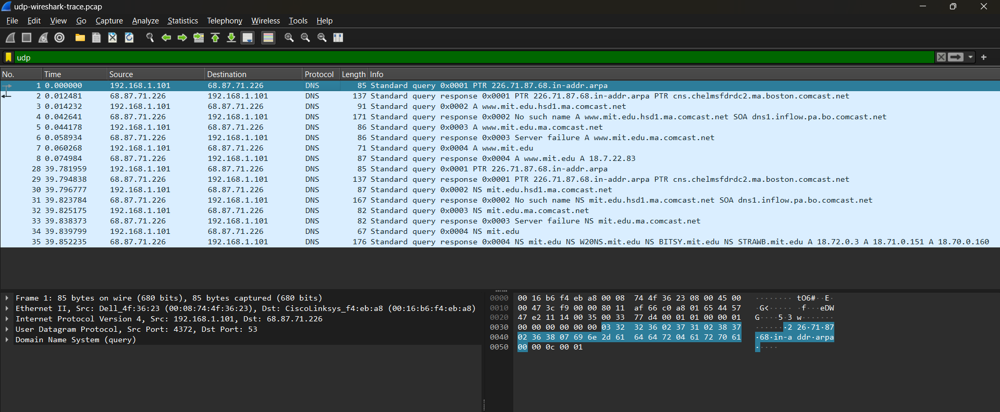 udp-wireshark-trace.pcap
File Edit View Go Capture Analyze Statistics Telephony Wireless Tools Help
udp
No. Time Source Destination Protocol Length Info
1 0.000000 192.168.1.101 68.87.71.226 DNS 85 Standard query 0x0001 PTR 226.71.87.68.in-addr.arpa
2 0.012481 68.87.71.226 192.168.1.101 DNS 137 Standard query response 0x0001 PTR 226.71.87.68.in-addr.arpa PTR cns.chelmsfdrdc2.ma.boston.comcast.net
3 0.014232 192.168.1.101 68.87.71.226 DNS 91 Standard query 0x0002 A www.mit.edu.hsd1.ma.comcast.net
4 0.042641 68.87.71.226 192.168.1.101 DNS 171 Standard query response 0x0002 No such name A www.mit.edu.hsd1.ma.comcast.net SOA dns1.inflow.pa.bo.comcast.net
5 0.044178 192.168.1.101 68.87.71.226 DNS 86 Standard query 0x0003 A www.mit.edu.ma.comcast.net
6 0.058934 68.87.71.226 192.168.1.101 DNS 86 Standard query response 0x0003 Server failure A www.mit.edu.ma.comcast.net
7 0.060268 192.168.1.101 68.87.71.226 DNS 71 Standard query 0x0004 A www.mit.edu
8 0.074984 68.87.71.226 192.168.1.101 DNS 87 Standard query response 0x0004 A www.mit.edu A 18.7.22.83
28 39.781959 192.168.1.101 68.87.71.226 DNS 85 Standard query 0x0001 PTR 226.71.87.68.in-addr.arpa
29 39.794838 68.87.71.226 192.168.1.101 DNS 137 Standard query response 0x0001 PTR 226.71.87.68.in-addr.arpa PTR cns.chelmsfdrdc2.ma.boston.comcast.net
30 39.796777 192.168.1.101 68.87.71.226 DNS 87 Standard query 0x0002 NS mit.edu.hsd1.ma.comcast.net
31 39.823784 68.87.71.226 192.168.1.101 DNS 167 Standard query response 0x0002 No such name NS mit.edu.hsd1.ma.comcast.net SOA dns1.inflow.pa.bo.comcast.net
32 39.825175 192.168.1.101 68.87.71.226 DNS 82 Standard query 0x0003 NS mit.edu.ma.comcast.net
33 39.838373 68.87.71.226 192.168.1.101 DNS 82 Standard query response 0x0003 Server failure NS mit.edu.ma.comcast.net
34 39.839799 192.168.1.101 68.87.71.226 DNS 67 Standard query 0x0004 NS mit.edu
35 39.852235 68.87.71.226 192.168.1.101 DNS 176 Standard query response 0x0004 NS mit.edu NS W20NS.mit.edu NS BITSY.mit.edu NS STRAWB.mit.edu A 18.72.0.3 A 18.71.0.151 A 18.70.0.160
Frame 1: 85 bytes on wire (680 bits), 85 bytes captured (680 bits)
Ethernet II, Src: Dell_4f:36:23 (00:08:74:4f:36:23), Dst: CiscoLinksys_f4:eb:a8 (00:16:b6:f4:eb:a8)
Internet Protocol Version 4, Src: 192.168.1.101, Dst: 68.87.71.226
User Datagram Protocol, Src Port: 4372, Dst Port: 53
Domain Name System (query)
0000 00 16 b6 f4 eb a8 00 08 74 4f 36 23 08 00 45 00 ········ tO6#··E·
0010 00 47 3c f9 00 00 80 11 af 66 c0 a8 01 65 44 57 ·G<····· ·f···eDW
0020 47 e2 11 14 00 35 00 33 77 d4 00 01 01 00 00 01 G····5·3 w·······
0030 00 00 00 00 00 00 03 32 32 36 02 37 31 02 38 37 ·······2 26·71·87
0040 02 36 38 07 69 6e 2d 61 64 64 72 04 61 72 70 61 ·68·in-a ddr·arpa
0050 00 00 0c 00 01 ·····